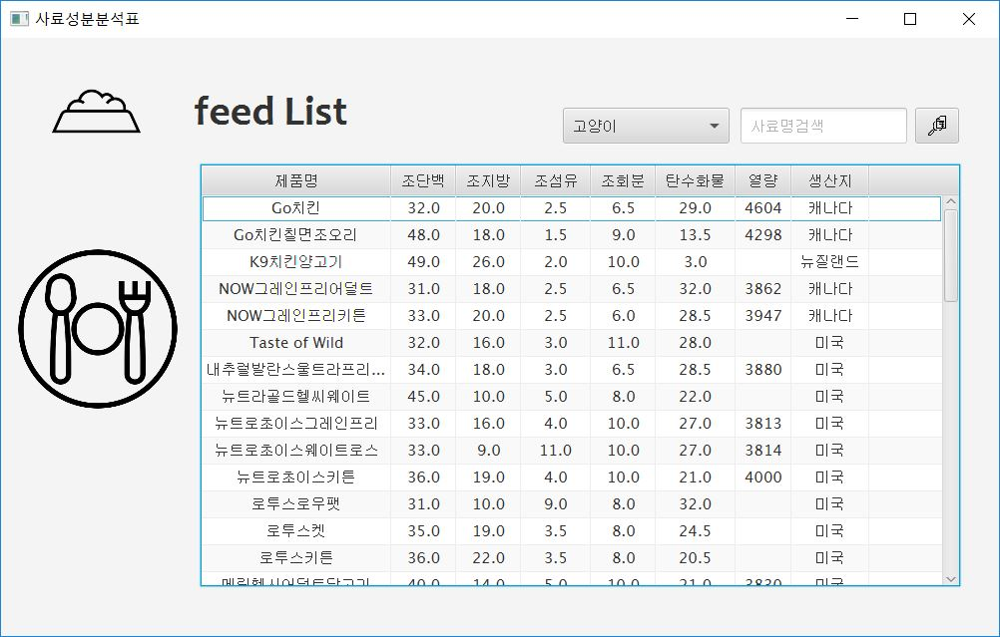 사료성분분석표
feed List
고양이 사료명검색
제품명 조단백 조지방 조섬유 조회분 탄수화물 열량 생산지
Go치킨 32.0 20.0 2.5 6.5 29.0 4604 캐나다
Go치킨칠면조오리 48.0 18.0 1.5 9.0 13.5 4298 캐나다
K9치킨양고기 49.0 26.0 2.0 10.0 3.0 뉴질랜드
NOW그레인프리어덜트 31.0 18.0 2.5 6.5 32.0 3862 캐나다
NOW그레인프리키튼 33.0 20.0 2.5 6.0 28.5 3947 캐나다
Taste of Wild 32.0 16.0 3.0 11.0 28.0 미국
내추럴발란스울트라프리... 34.0 18.0 3.0 6.5 28.5 3880 미국
뉴트라골드헬씨웨이트 45.0 10.0 5.0 8.0 22.0 미국
뉴트로초이스그레인프리 33.0 16.0 4.0 10.0 27.0 3813 미국
뉴트로초이스웨이트로스 33.0 9.0 11.0 10.0 27.0 3814 미국
뉴트로초이스키튼 36.0 19.0 4.0 10.0 21.0 4000 미국
로투스로우팻 31.0 10.0 9.0 8.0 32.0 미국
로투스켓 35.0 19.0 3.5 8.0 24.5 미국
로투스키튼 36.0 22.0 3.5 8.0 20.5 미국
메릭헬시어덜트닭고기 40.0 14.0 5.0 10.0 21.0 3830 미국